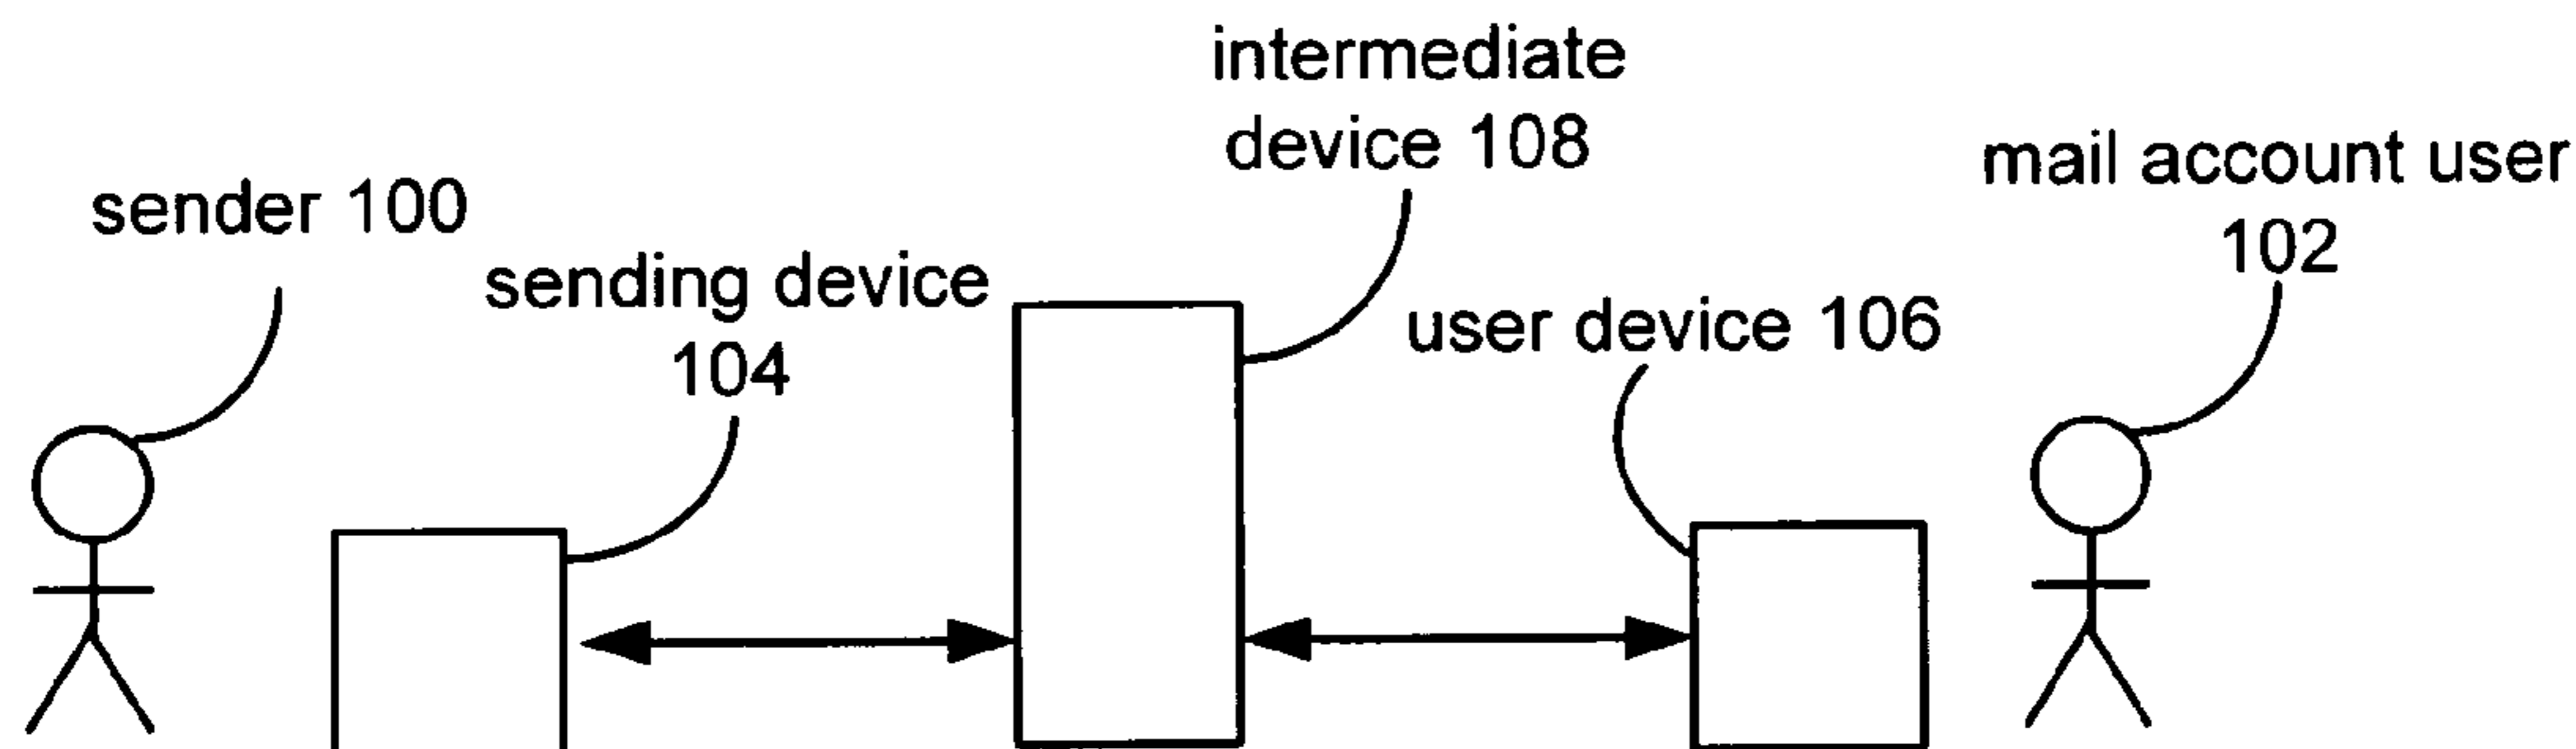 sender 100
sending device
104
intermediate
device 108
user device 106
mail account user
102